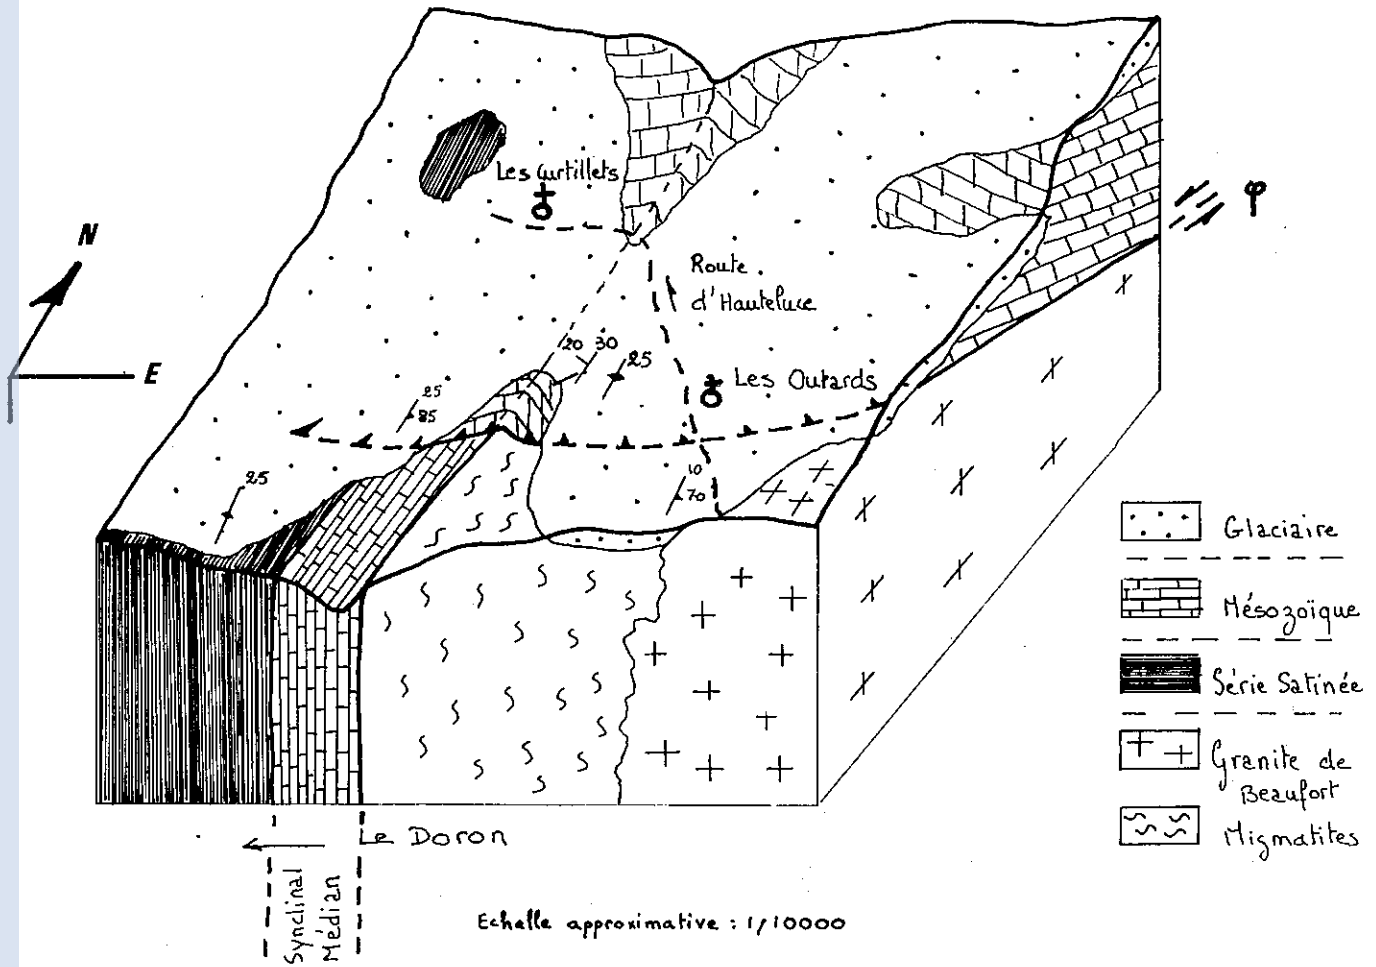 Les Curtillets
φ
N
Route
d'Hauteluce
E
20 30
25
Les Outards
25
85
25
10
70
Glaciaire
Mésozoïque
Série Satinée
Granite de
Beaufort
Migmatites
Le Doron
Synclinal
Médian
Echelle approximative : 1/10000